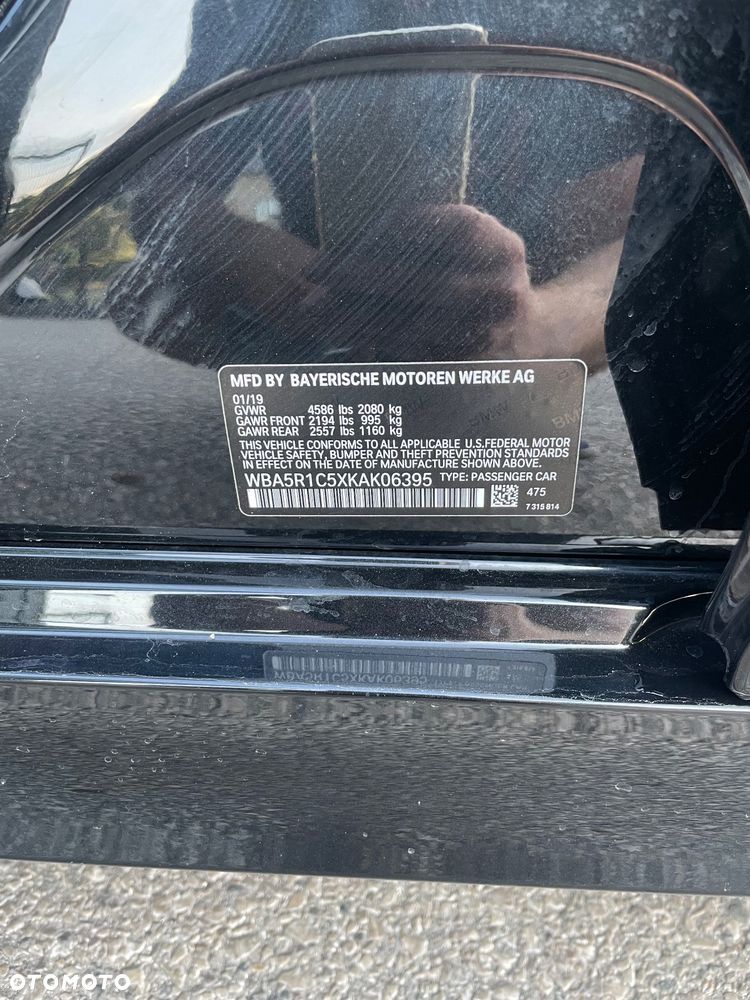 MFD BY BAYERISCHE MOTOREN WERKE AG
01/19
GVWR 4586 lbs 2080 kg
GAWR FRONT 2194 lbs 995 kg
GAWR REAR 2557 lbs 1160 kg
THIS VEHICLE CONFORMS TO ALL APPLICABLE U.S.FEDERAL MOTOR
VEHICLE SAFETY, BUMPER AND THEFT PREVENTION STANDARDS
IN EFFECT ON THE DATE OF MANUFACTURE SHOWN ABOVE.
WBA5R1C5XKAK06395 TYPE: PASSENGER CAR
475
7 315 814
WBA5R1C5XKAK06395
OTOMOTO